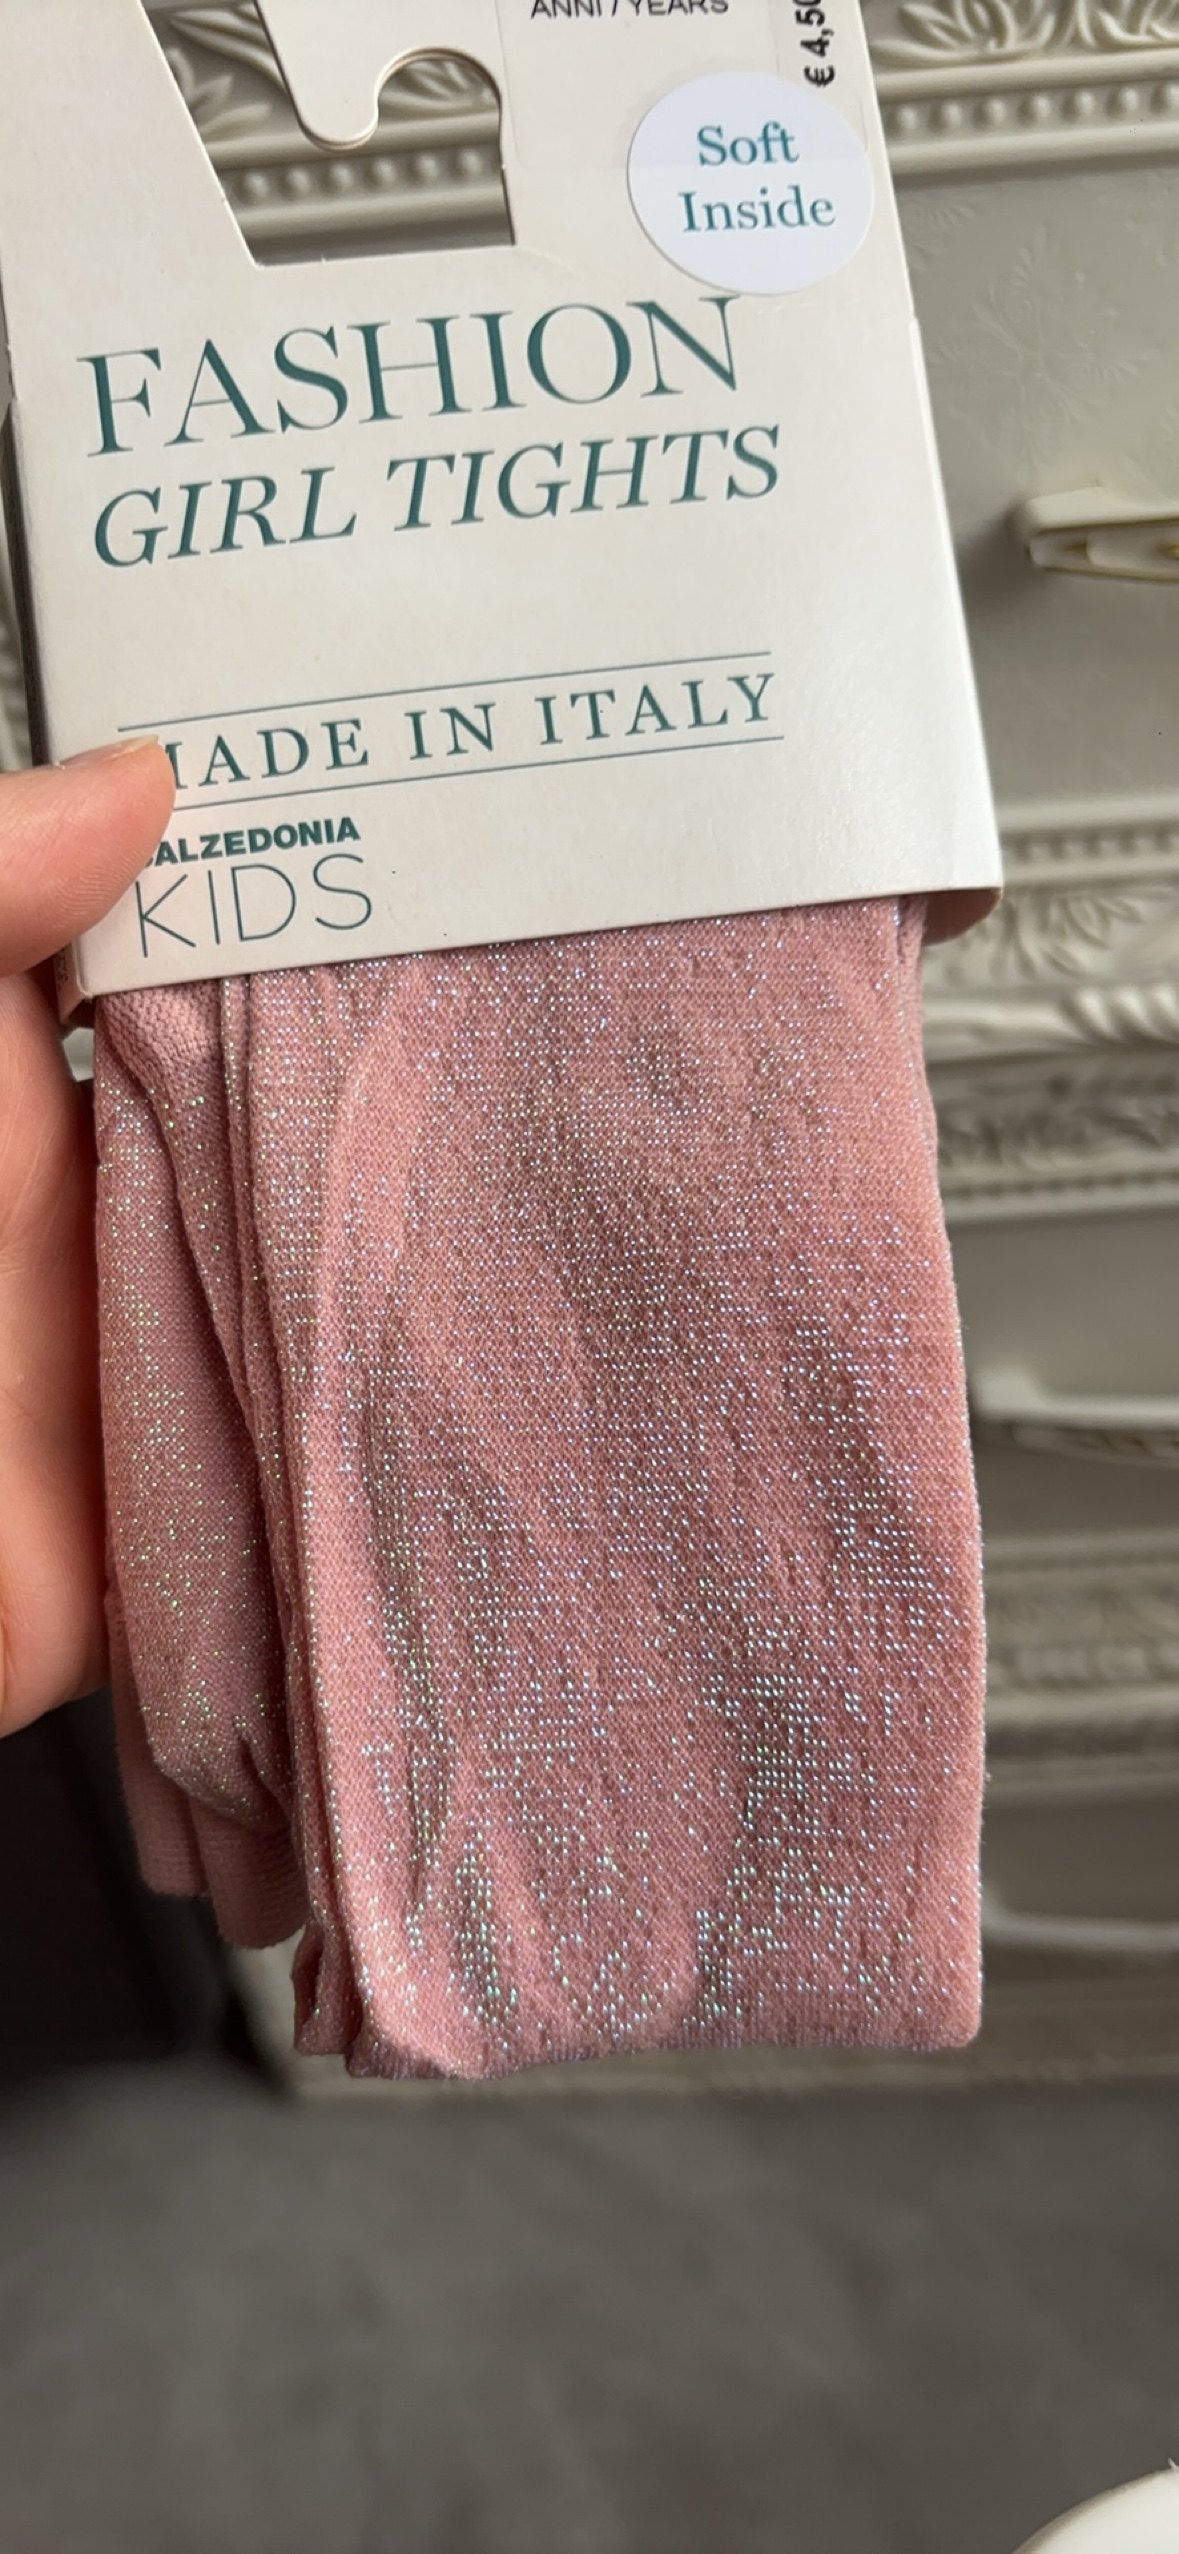 ANNI / YEARS
€ 4,50
Soft
Inside
FASHION
GIRL TIGHTS
MADE IN ITALY
CALZEDONIA
KIDS